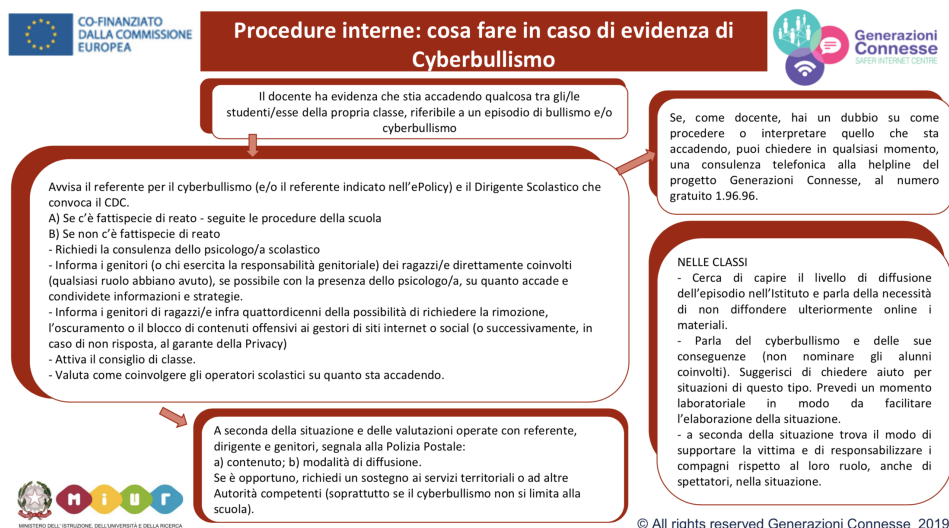 CO-FINANZIATO
DALLA COMMISSIONE
EUROPEA
Procedure interne: cosa fare in caso di evidenza di
Cyberbullismo
Generazioni
Connesse
SAFER INTERNET CENTRE
Il docente ha evidenza che stia accadendo qualcosa tra gli/le
studenti/esse della propria classe, riferibile a un episodio di bullismo e/o
cyberbullismo
Se, come docente, hai un dubbio su come
procedere o interpretare quello che sta
accadendo, puoi chiedere in qualsiasi momento,
una consulenza telefonica alla helpline del
progetto Generazioni Connesse, al numero
gratuito 1.96.96.
Avvisa il referente per il cyberbullismo (e/o il referente indicato nell'ePolicy) e il Dirigente Scolastico che
convoca il CDC.
A) Se c'è fattispecie di reato - seguite le procedure della scuola
B) Se non c'è fattispecie di reato
- Richiedi la consulenza dello psicologo/a scolastico
- Informa i genitori (o chi esercita la responsabilità genitoriale) dei ragazzi/e direttamente coinvolti
(qualsiasi ruolo abbiano avuto), se possibile con la presenza dello psicologo/a, su quanto accade e
condividete informazioni e strategie.
- Informa i genitori di ragazzi/e infra quattordicenni della possibilità di richiedere la rimozione,
l'oscuramento o il blocco di contenuti offensivi ai gestori di siti internet o social (o successivamente, in
caso di non risposta, al garante della Privacy)
- Attiva il consiglio di classe.
- Valuta come coinvolgere gli operatori scolastici su quanto sta accadendo.
NELLE CLASSI
- Cerca di capire il livello di diffusione
dell'episodio nell'Istituto e parla della necessità
di non diffondere ulteriormente online i
materiali.
- Parla del cyberbullismo e delle sue
conseguenze (non nominare gli alunni
coinvolti). Suggerisci di chiedere aiuto per
situazioni di questo tipo. Prevedi un momento
laboratoriale in modo da facilitare
l'elaborazione della situazione.
- a seconda della situazione trova il modo di
supportare la vittima e di responsabilizzare i
compagni rispetto al loro ruolo, anche di
spettatori, nella situazione.
A seconda della situazione e delle valutazioni operate con referente,
dirigente e genitori, segnala alla Polizia Postale:
a) contenuto; b) modalità di diffusione.
Se è opportuno, richiedi un sostegno ai servizi territoriali o ad altre
Autorità competenti (soprattutto se il cyberbullismo non si limita alla
scuola).
miur
MINISTERO DELL' ISTRUZIONE, DELL'UNIVERSITÀ E DELLA RICERCA
© All rights reserved Generazioni Connesse 2019